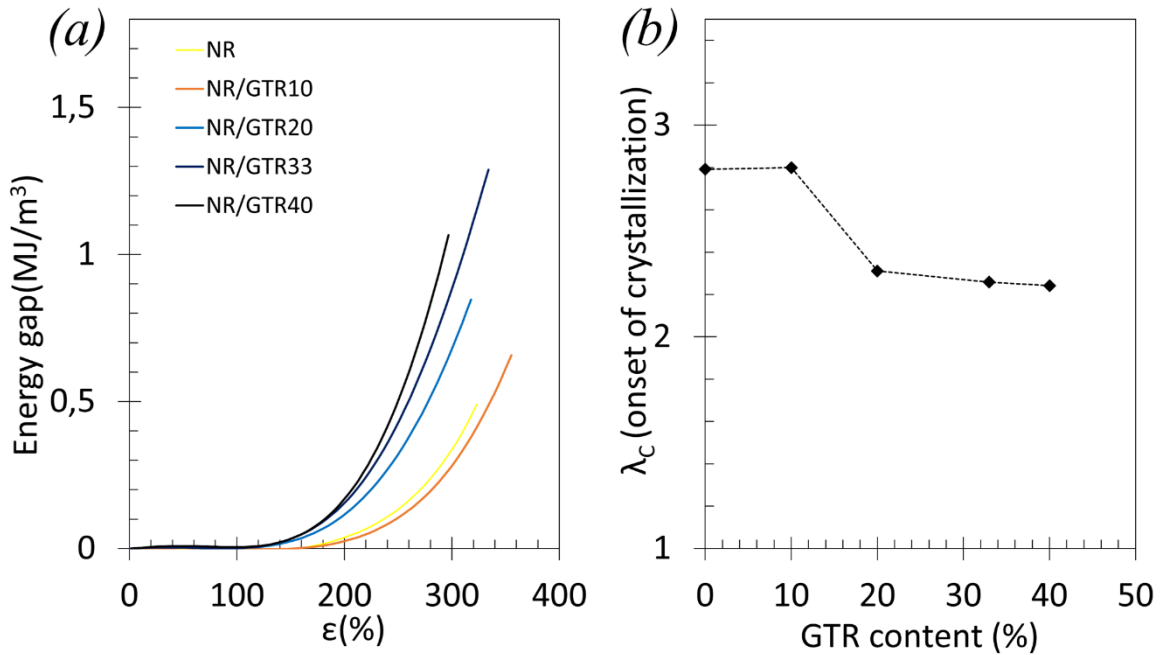 (a)
NR
NR/GTR10
NR/GTR20
NR/GTR33
NR/GTR40
Energy gap(MJ/m³)
1,5
1
0,5
0
0 100 200 300 400
ε(%)
(b)
λC (onset of crystallization)
3
2
1
0 10 20 30 40 50
GTR content (%)